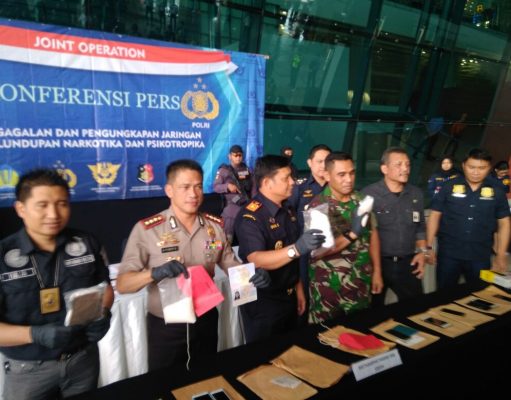 JOINT OPERATION
ONFERENSI PERS
POLRI
GAGALAN DAN PENGUNGKAPAN JARINGAN
LUNDUPAN NARKOTIKA DAN PSIKOTROPIKA